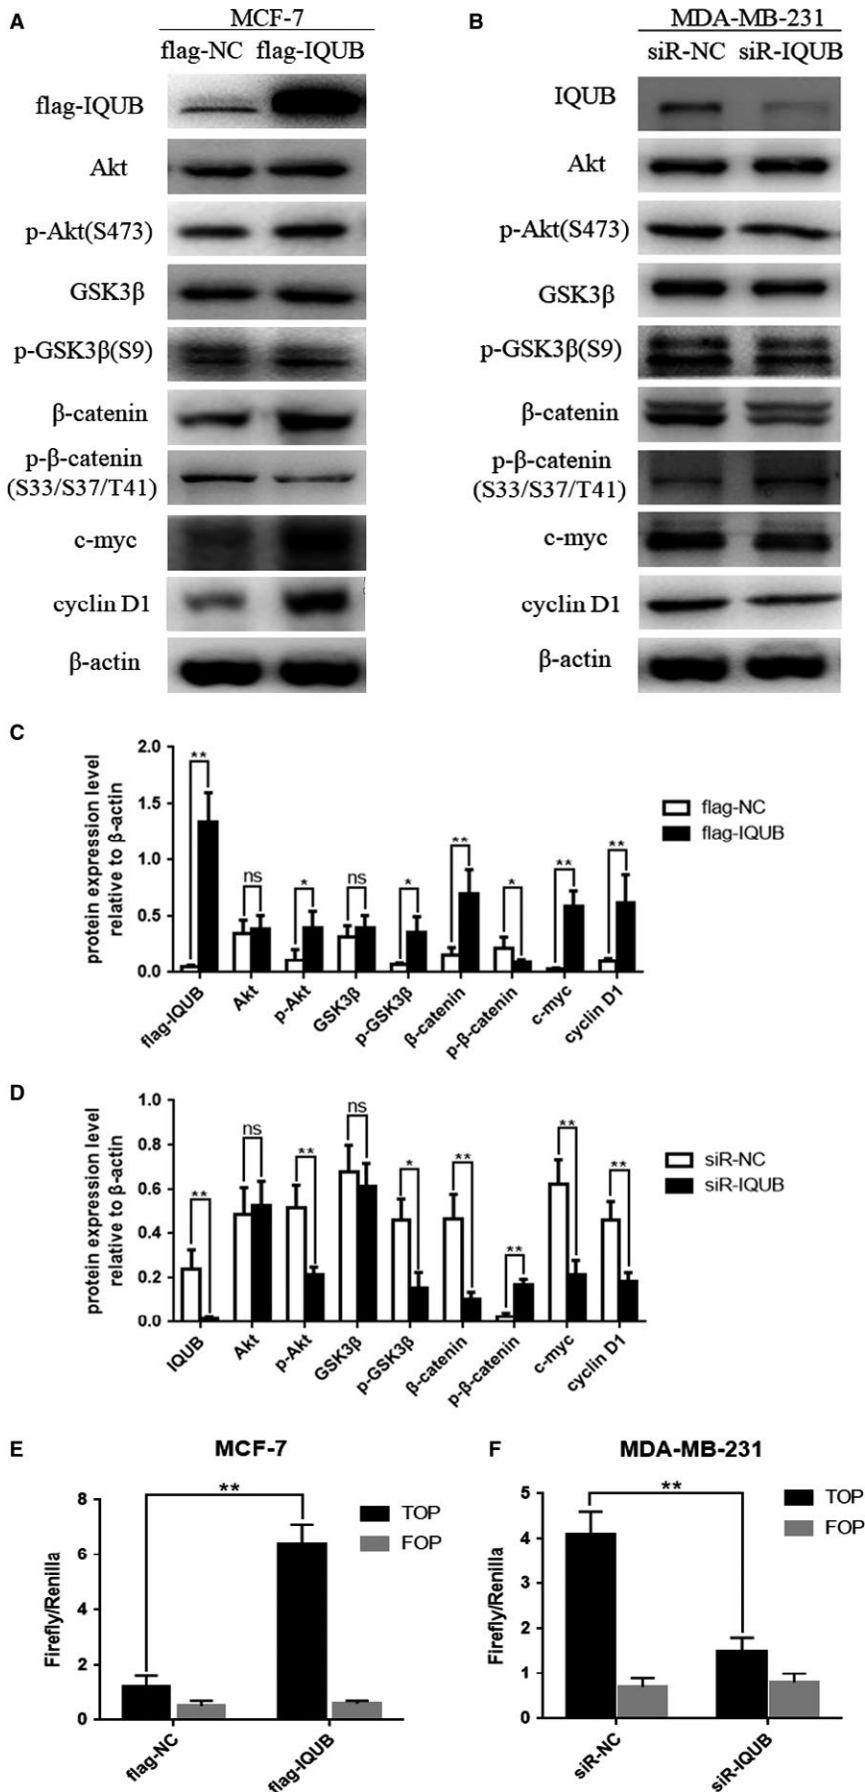 A
MCF-7
flag-NC flag-IQUB
flag-IQUB
Akt
p-Akt(S473)
GSK3β
p-GSK3β(S9)
β-catenin
p-β-catenin
(S33/S37/T41)
c-myc
cyclin D1
β-actin
B
MDA-MB-231
siR-NC siR-IQUB
IQUB
Akt
p-Akt(S473)
GSK3β
p-GSK3β(S9)
β-catenin
p-β-catenin
(S33/S37/T41)
c-myc
cyclin D1
β-actin
C
protein expression level
relative to β-actin
2.0
1.5
1.0
0.5
0.0
** ns * ns * ** * ** **
flag-IQUB Akt p-Akt GSK3β p-GSK3β β-catenin p-β-catenin c-myc cyclin D1
flag-NC
flag-IQUB
D
protein expression level
relative to β-actin
1.0
0.8
0.6
0.4
0.2
0.0
** ns ** ns * ** ** ** **
IQUB Akt p-Akt GSK3β p-GSK3β β-catenin p-β-catenin c-myc cyclin D1
siR-NC
siR-IQUB
E
MCF-7
Firefly/Renilla
8
6
4
2
0
**
TOP
FOP
flag-NC flag-IQUB
F
MDA-MB-231
Firefly/Renilla
5
4
3
2
1
0
**
TOP
FOP
siR-NC siR-IQUB